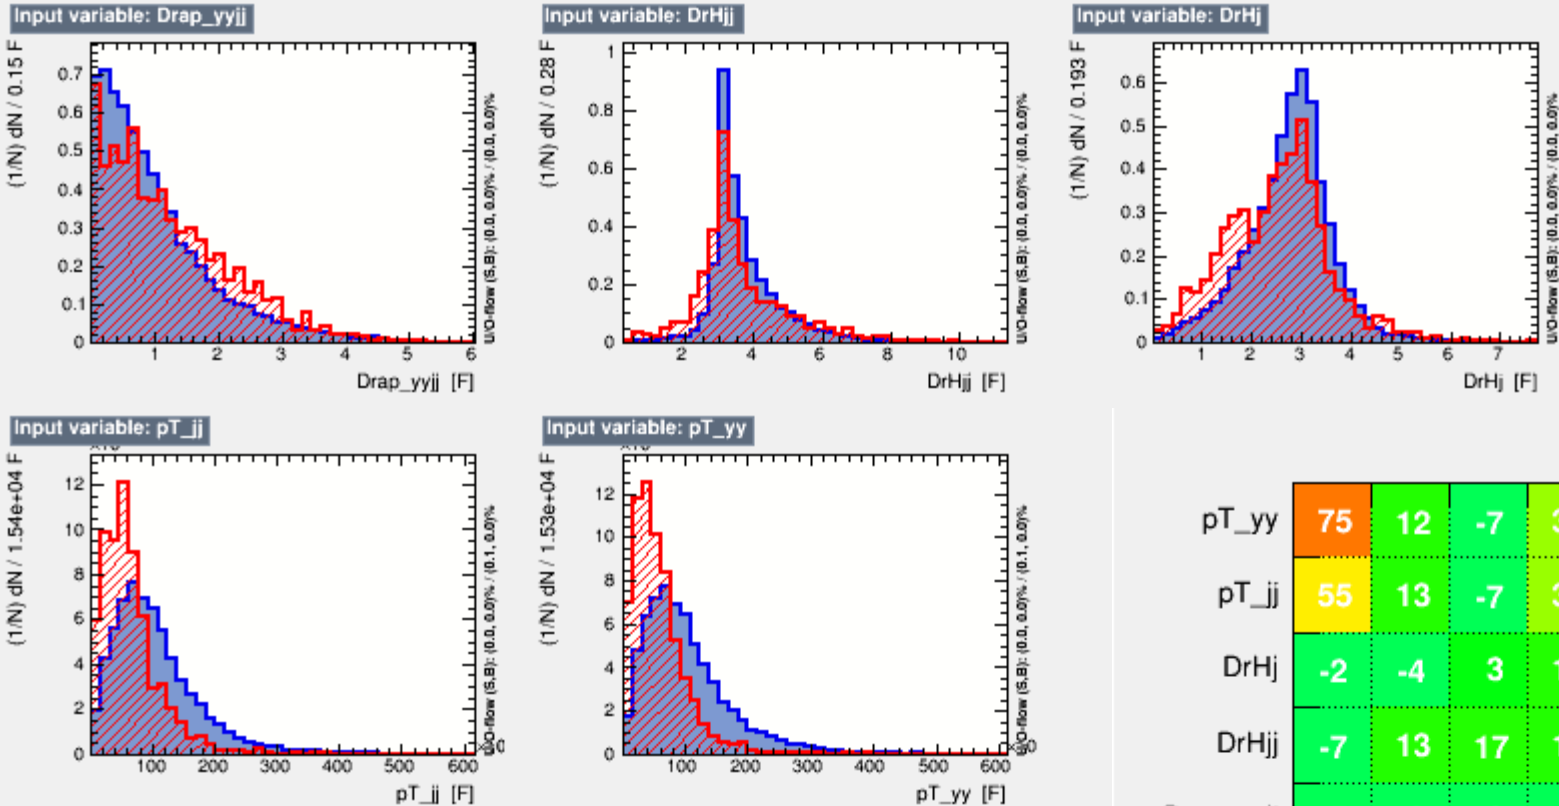 Input variable: Drap_yyjj
(1/N) dN / 0.15 F
0.7
0.6
0.5
0.4
0.3
0.2
0.1
0
1 2 3 4 5 6
Drap_yyjj [F]
U/O-flow (S,B): (0.0, 0.0)% / (0.0, 0.0)%
Input variable: DrHjj
(1/N) dN / 0.28 F
1
0.8
0.6
0.4
0.2
0
2 4 6 8 10
DrHjj [F]
U/O-flow (S,B): (0.0, 0.0)% / (0.0, 0.0)%
Input variable: DrHj
(1/N) dN / 0.193 F
0.6
0.5
0.4
0.3
0.2
0.1
0
1 2 3 4 5 6 7
DrHj [F]
U/O-flow (S,B): (0.0, 0.0)% / (0.0, 0.0)%
Input variable: pT_jj
(1/N) dN / 1.54e+04 F
12
10
8
6
4
2
0
100 200 300 400 500 600
pT_jj [F]
U/O-flow (S,B): (0.0, 0.0)% / (0.1, 0.0)%
Input variable: pT_yy
(1/N) dN / 1.53e+04 F
12
10
8
6
4
2
0
100 200 300 400 500 600
pT_yy [F]
U/O-flow (S,B): (0.0, 0.0)% / (0.1, 0.0)%
pT_yy 75 12 -7
pT_jj 55 13 -7
DrHj -2 -4 3
DrHjj -7 13 17